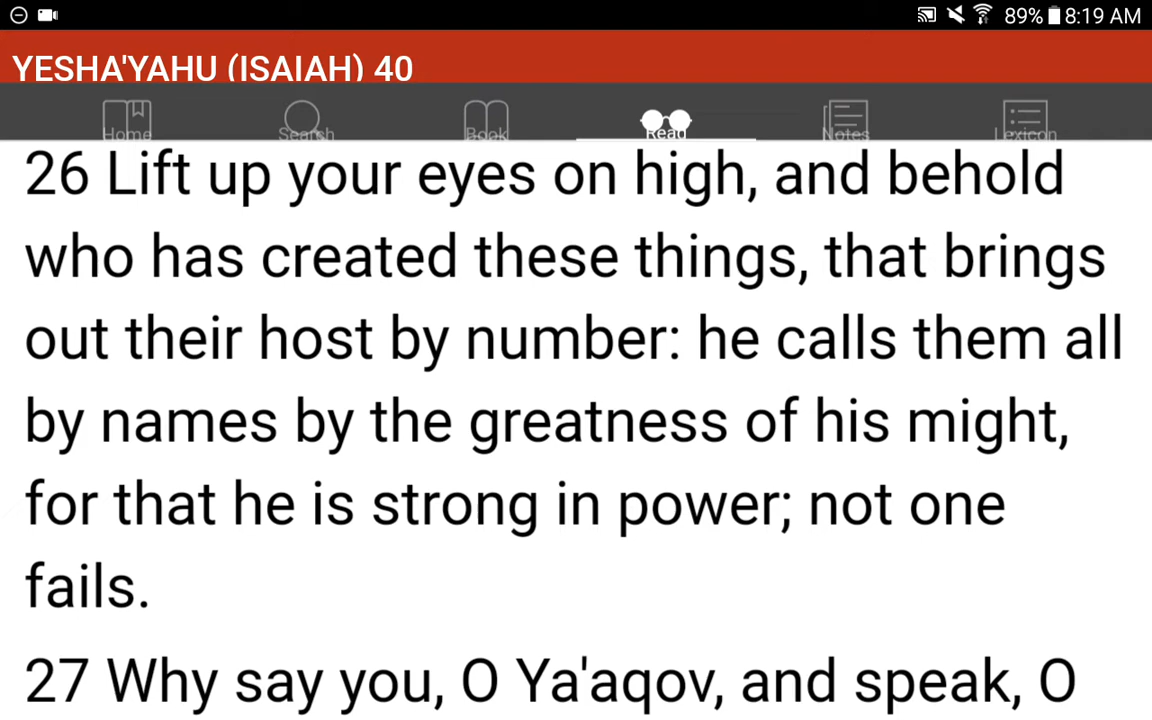 89% 8:19 AM
YESHA'YAHU (ISAIAH) 40
Home Search Book Read Notes Lexicon
26 Lift up your eyes on high, and behold
who has created these things, that brings
out their host by number: he calls them all
by names by the greatness of his might,
for that he is strong in power; not one
fails.
27 Why say you, O Ya'aqov, and speak, O